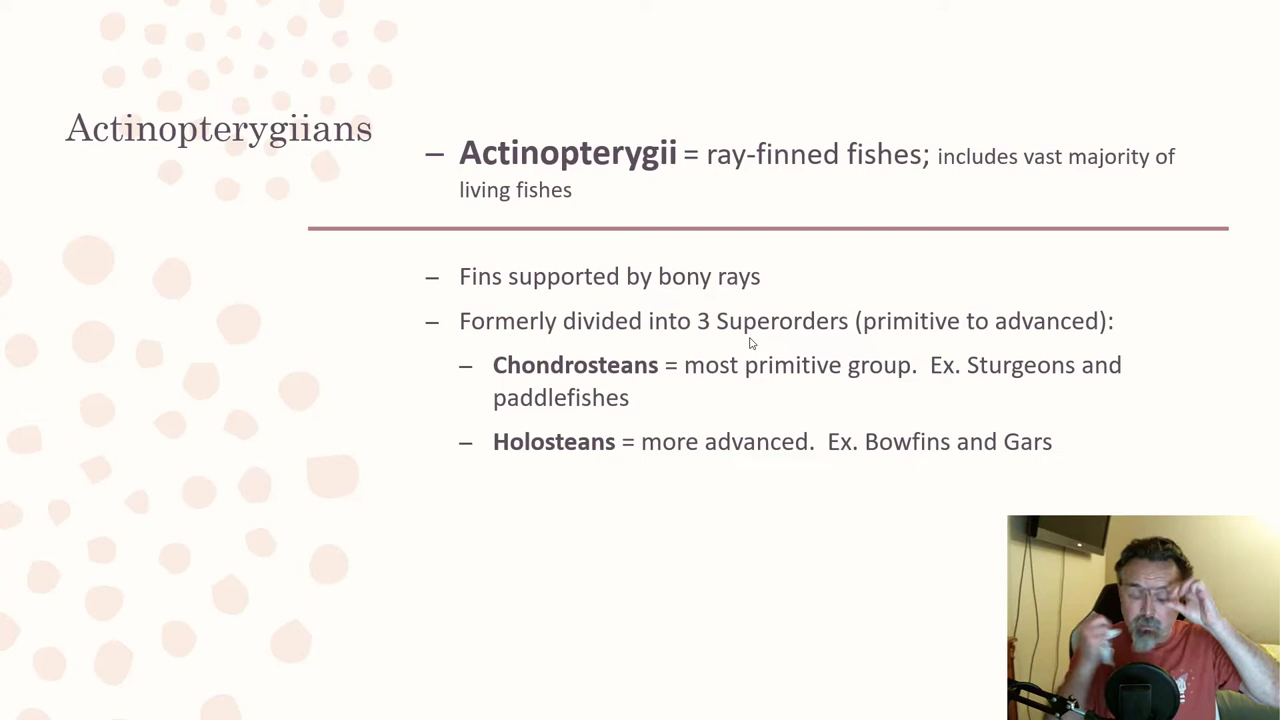 Actinopterygiians
– Actinopterygii = ray-finned fishes; includes vast majority of
living fishes
– Fins supported by bony rays
– Formerly divided into 3 Superorders (primitive to advanced):
– Chondrosteans = most primitive group.  Ex. Sturgeons and
paddlefishes
– Holosteans = more advanced.  Ex. Bowfins and Gars